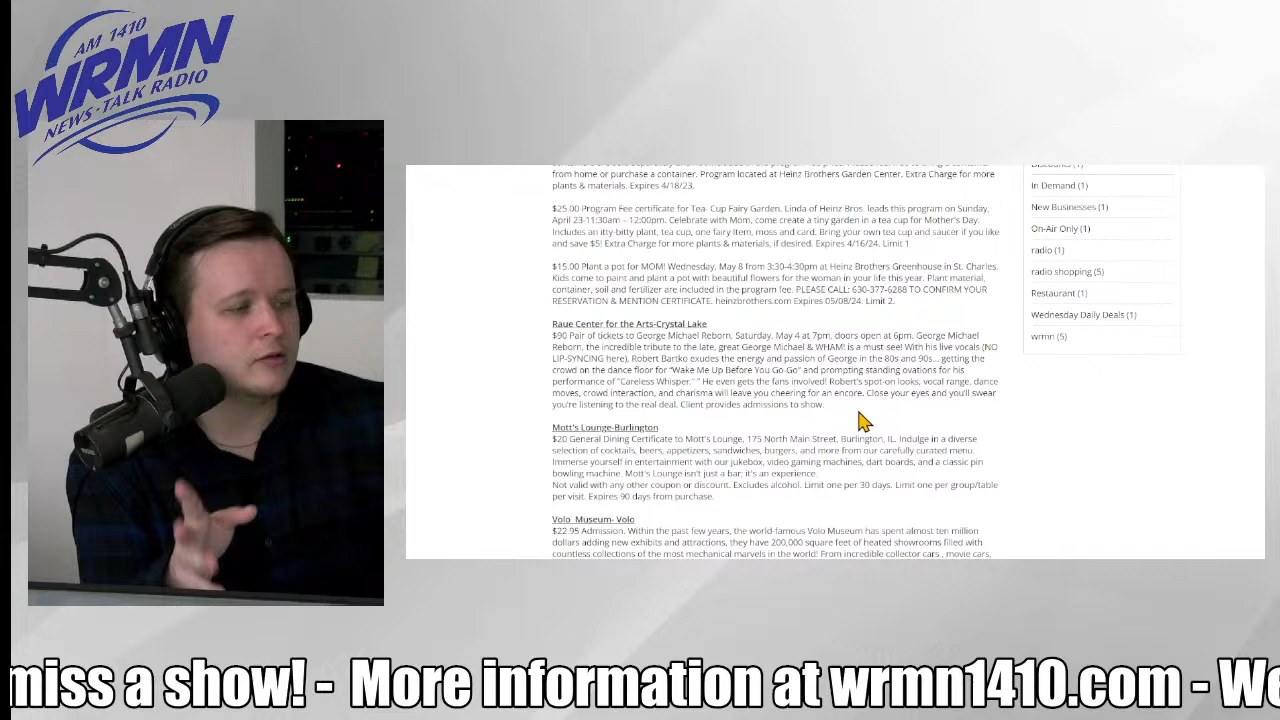 AM 1410
WRMN
NEWS·TALK RADIO
from home or purchase a container. Program located at Heinz Brothers Garden Center. Extra Charge for more
plants & materials. Expires 4/18/23.
$25.00 Program Fee certificate for Tea- Cup Fairy Garden. Linda of Heinz Bros. leads this program on Sunday,
April 23-11:30am – 12:00pm. Celebrate with Mom, come create a tiny garden in a tea cup for Mother's Day.
Includes an itty-bitty plant, tea cup, one fairy Item, moss and card. Bring your own tea cup and saucer if you like
and save $5! Extra Charge for more plants & materials, if desired. Expires 4/16/24. Limit 1
$15.00 Plant a pot for MOM! Wednesday, May 8 from 3:30-4:30pm at Heinz Brothers Greenhouse in St. Charles.
Kids come to paint and plant a pot with beautiful flowers for the woman in your life this year. Plant material,
container, soil and fertilizer are included in the program fee. PLEASE CALL: 630-377-6288 TO CONFIRM YOUR
RESERVATION & MENTION CERTIFICATE. heinzbrothers.com Expires 05/08/24. Limit 2.
Raue Center for the Arts-Crystal Lake
$90 Pair of tickets to George Michael Reborn, Saturday, May 4 at 7pm, doors open at 6pm. George Michael
Reborn, the incredible tribute to the late, great George Michael & WHAM! is a must-see! With his live vocals (NO
LIP-SYNCING here), Robert Bartko exudes the energy and passion of George in the 80s and 90s... getting the
crowd on the dance floor for "Wake Me Up Before You Go-Go" and prompting standing ovations for his
performance of "Careless Whisper." " He even gets the fans involved! Robert's spot-on looks, vocal range, dance
moves, crowd interaction, and charisma will leave you cheering for an encore. Close your eyes and you'll swear
you're listening to the real deal. Client provides admissions to show.
Mott's Lounge-Burlington
$20 General Dining Certificate to Mott's Lounge, 175 North Main Street, Burlington, IL. Indulge in a diverse
selection of cocktails, beers, appetizers, sandwiches, burgers, and more from our carefully curated menu.
Immerse yourself in entertainment with our jukebox, video gaming machines, dart boards, and a classic pin
bowling machine. Mott's Lounge isn't just a bar; it's an experience.
Not valid with any other coupon or discount. Excludes alcohol. Limit one per 30 days. Limit one per group/table
per visit. Expires 90 days from purchase.
Volo Museum- Volo
$22.95 Admission. Within the past few years, the world-famous Volo Museum has spent almost ten million
dollars adding new exhibits and attractions, they have 200,000 square feet of heated showrooms filled with
countless collections of the most mechanical marvels in the world! From incredible collector cars , movie cars,
Discounts (1)
In Demand (1)
New Businesses (1)
On-Air Only (1)
radio (1)
radio shopping (5)
Restaurant (1)
Wednesday Daily Deals (1)
wrmn (5)
miss a show! - More information at wrmn1410.com - We